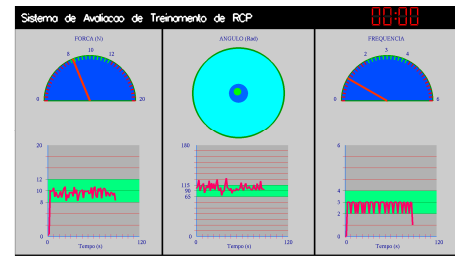 Sistema de Avaliacao de Treinamento de RCP 00:00
FORCA (N) ANGULO (Rad) FREQUENCIA
8 10 12
0 20
2 3 4
0 6
20
12
10
8
0
0 120
Tempo (s)
180
115
90
65
0
0 120
Tempo (s)
6
4
2
0
0 120
Tempo (s)